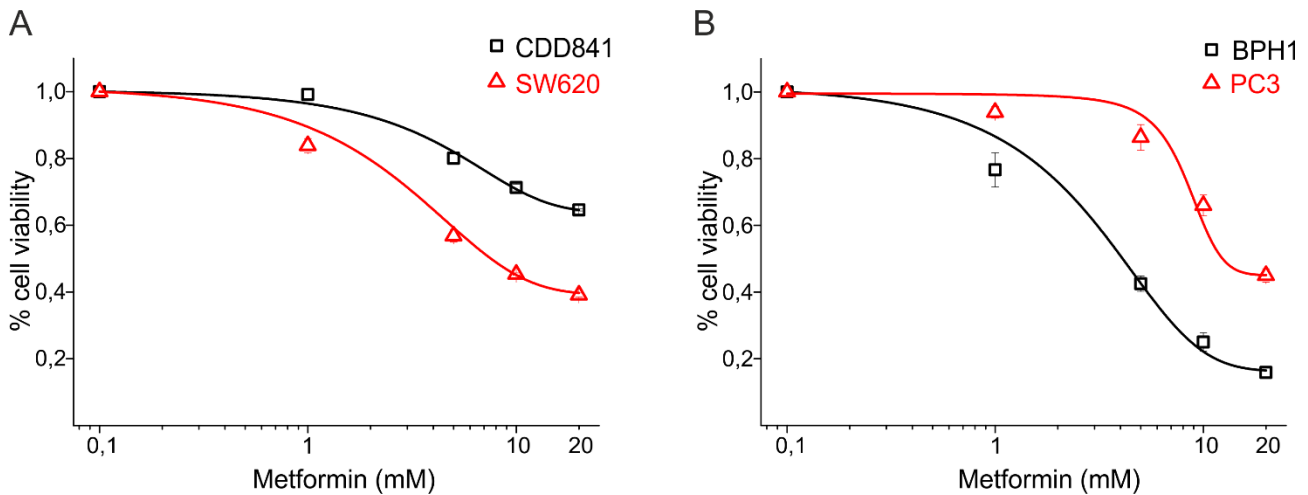 A
CDD841
SW620
1,0
0,8
0,6
0,4
0,2
% cell viability
0,1
1
10
20
Metformin (mM)
B
BPH1
PC3
1,0
0,8
0,6
0,4
0,2
% cell viability
0,1
1
10
20
Metformin (mM)